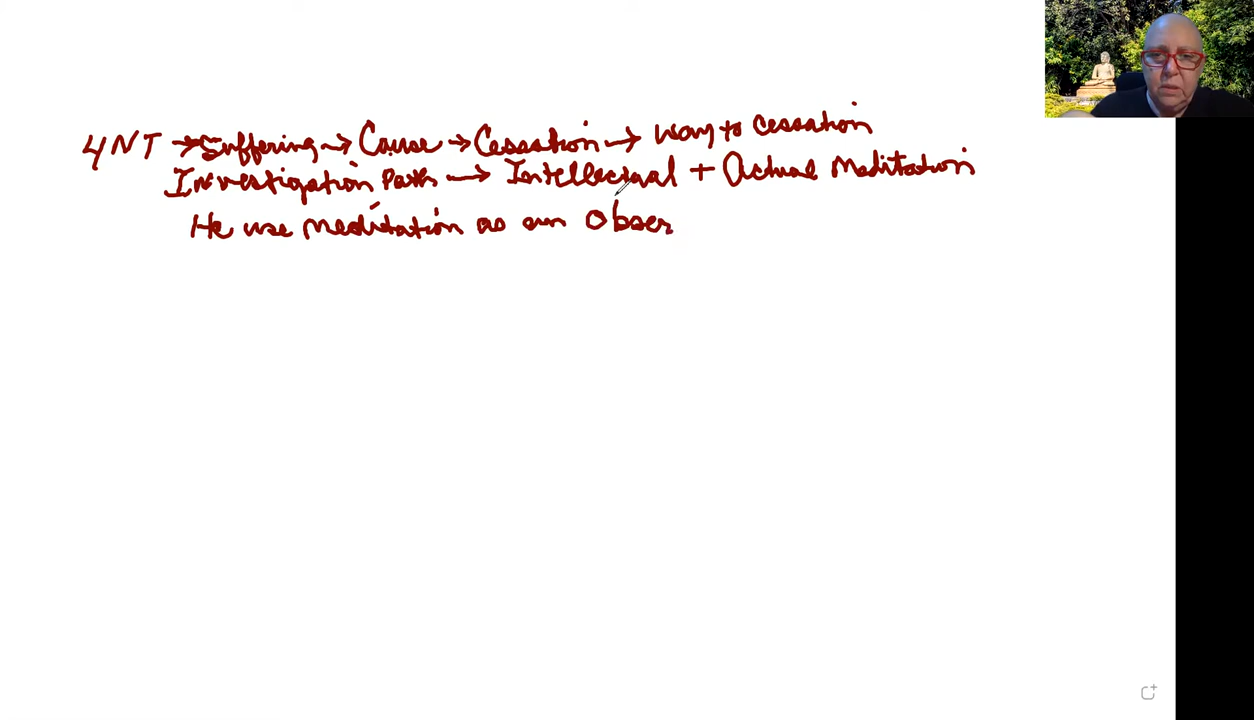 4NT → Suffering → Cause → Cessation → Way to cessation
Investigation Path → Intellectual + Actual Meditation
He use meditation as an Obser